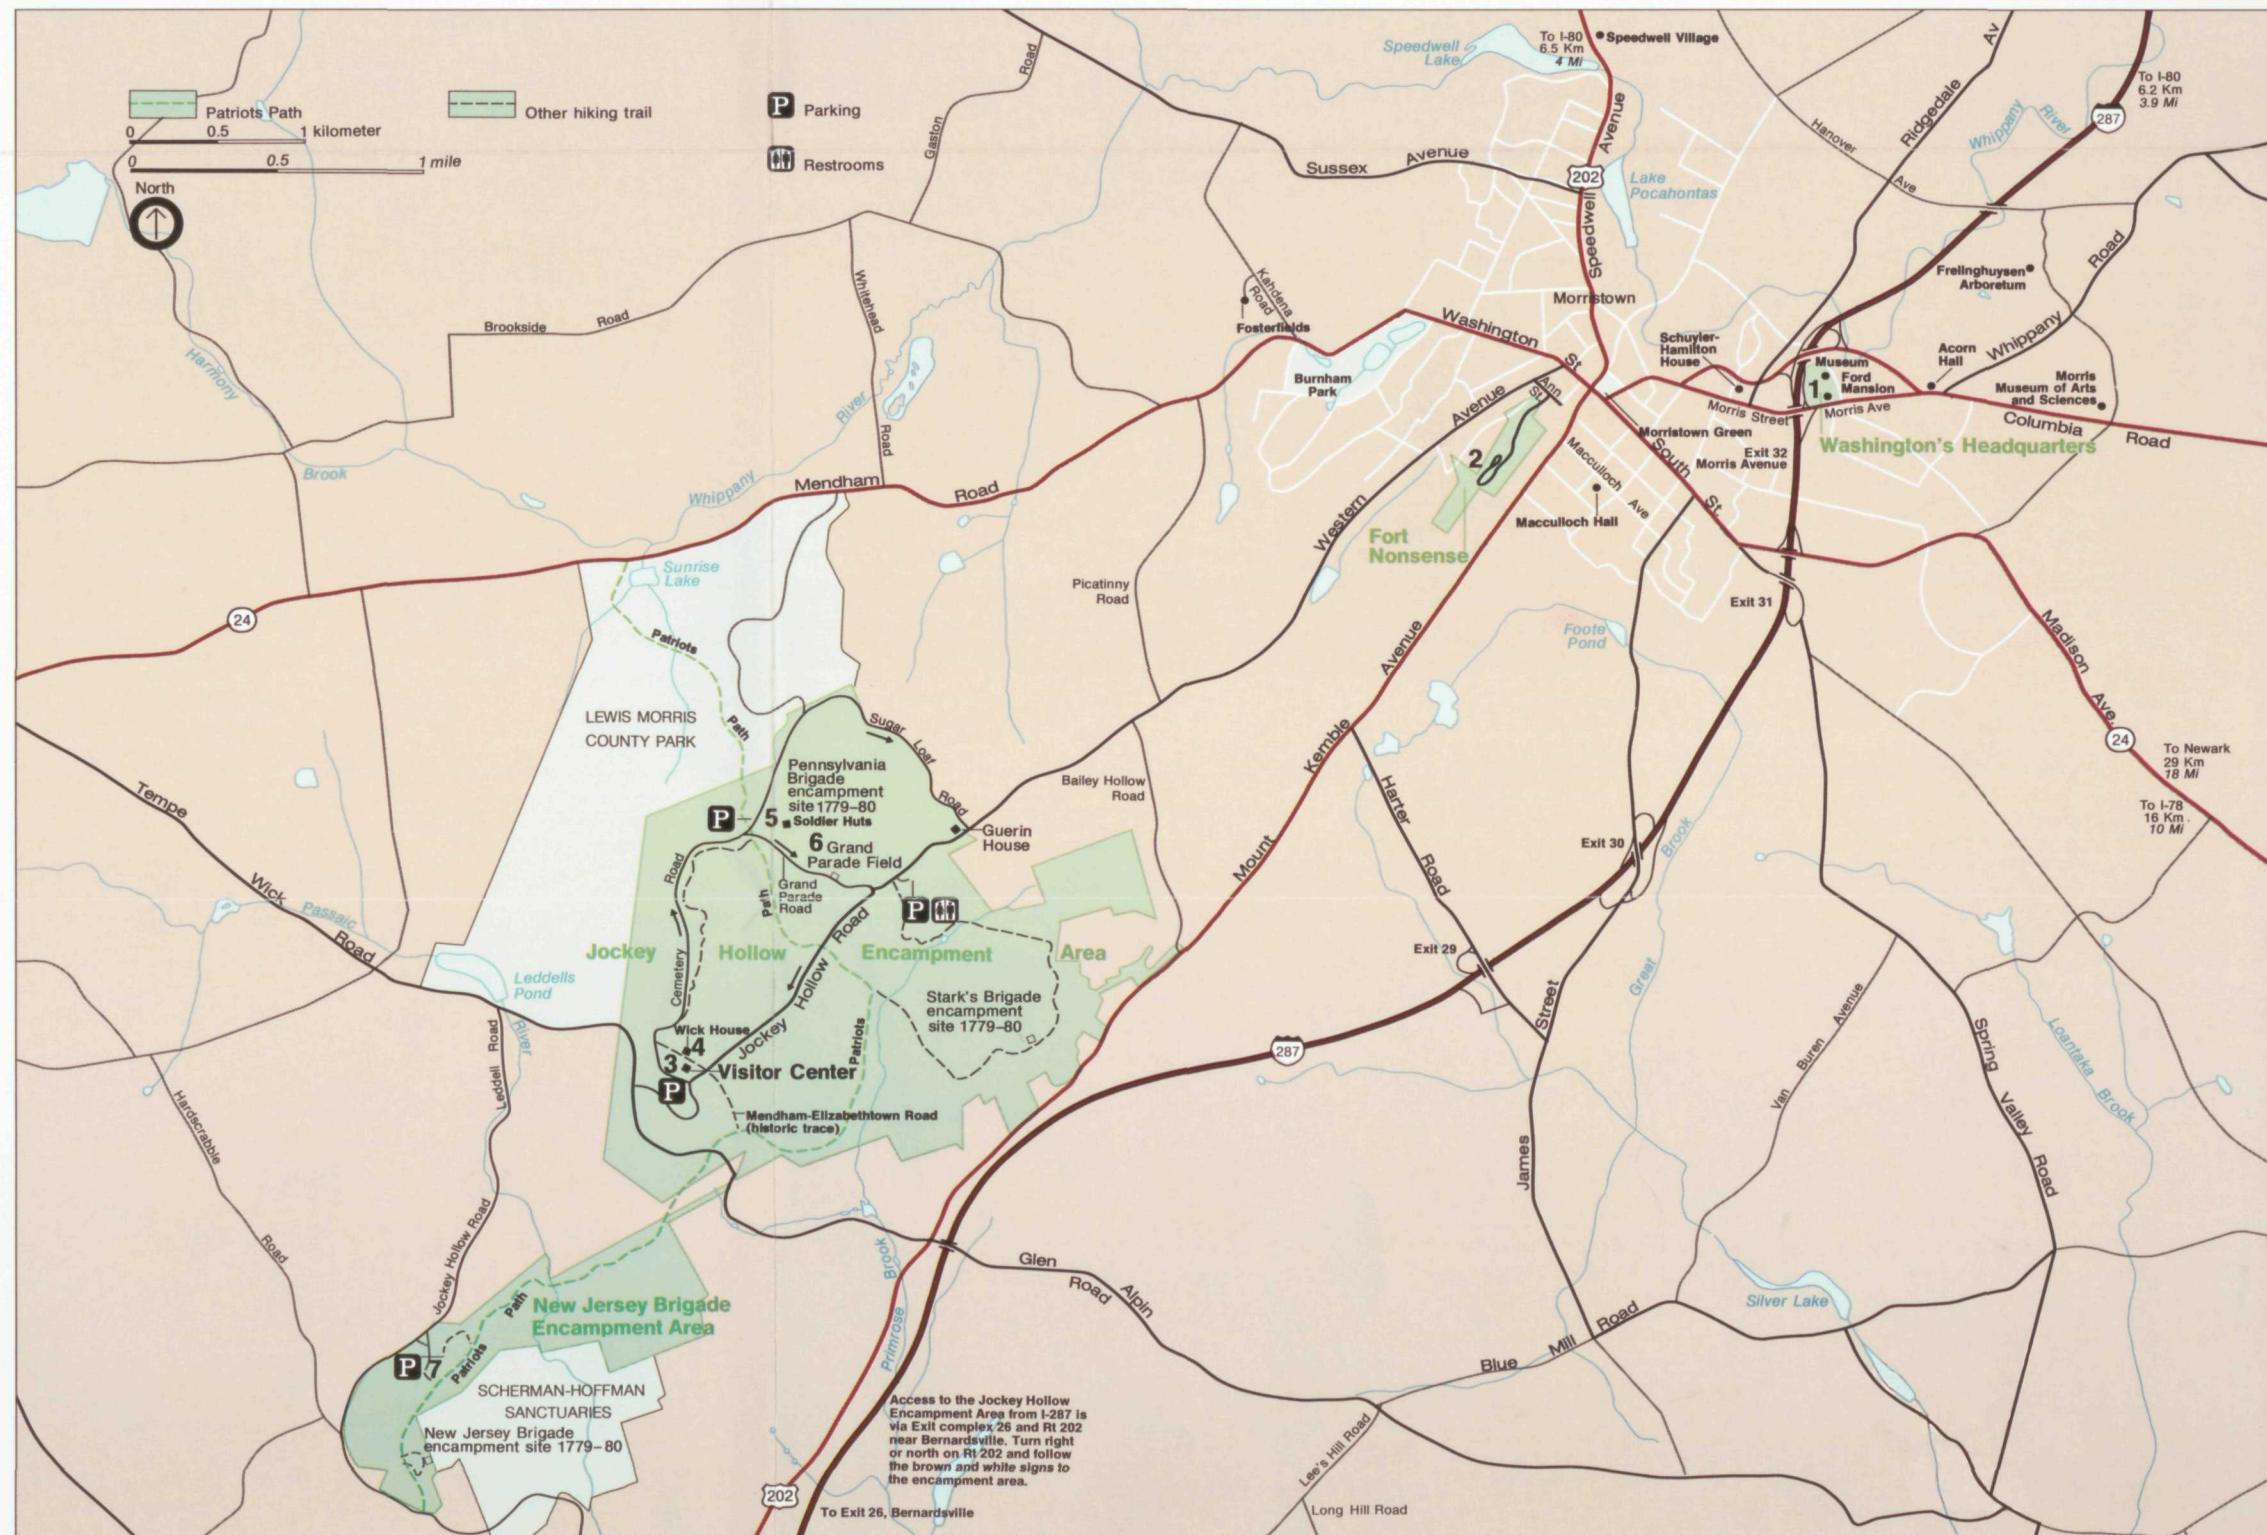 Patriots Path
Other hiking trail
P Parking
Restrooms
0 0.5 1 kilometer
0 0.5 1 mile
North
Speedwell
Lake
To I-80
6.5 Km
4 Mi
Speedwell Village
To I-80
6.2 Km
3.9 Mi
287
Whippany
River
Ridgedale
Av
Hanover
Ave
Gaston
Road
Sussex Avenue
Avenue
202
Speedwell
Lake
Pocahontas
Morristown
Frelinghuysen
Arboretum
Whippany
Road
Kahdena
Road
Fosterfields
Washington
St
Burnham
Park
Schuyler-
Hamilton
House
Museum
Ford
Mansion
1
Acorn
Hall
Morris
Museum of Arts
and Sciences
Morris Street
Morris Ave
Columbia
Road
Washington's Headquarters
Morristown Green
Exit 32
Morris Avenue
South
St.
Ann
St.
Macculloch
Ave
Macculloch Hall
2
Fort
Nonsense
Western
Avenue
Brookside
Road
Whitehead
Road
Harmony
Brook
Whippany
River
Mendham
Road
24
Sunrise
Lake
Patriots
Path
LEWIS MORRIS
COUNTY PARK
Picatinny
Road
Foote
Pond
Exit 31
Madison
Ave.
24
To Newark
29 Km
18 Mi
To I-78
16 Km
10 Mi
Tempe
Wick
Road
Passaic
River
Leddells
Pond
Sugar
Loaf
Road
Pennsylvania
Brigade
encampment
site 1779–80
5
Soldier Huts
P
6
Grand
Parade Field
Grand
Parade
Road
Guerin
House
Bailey Hollow
Road
P
Road
Cemetery
Path
Jockey
Hollow
Road
Jockey Hollow Encampment Area
Stark's Brigade
encampment
site 1779–80
Wick House
4
3
Visitor Center
P
Patriots
Mendham-Elizabethtown Road
(historic trace)
Mount
Kemble
Avenue
Harter
Road
Exit 30
Exit 29
287
Great
Brook
James
Street
Van
Buren
Avenue
Spring
Valley
Road
Loantaka
Brook
Leddell
Road
Hardscrabble
Road
Jockey Hollow Road
New Jersey Brigade
Encampment Area
Path
Patriots
P
7
SCHERMAN-HOFFMAN
SANCTUARIES
New Jersey Brigade
encampment site 1779–80
Primrose
Brook
Glen
Alpin
Road
Silver Lake
Blue
Mill
Road
Lee's Hill Road
Long Hill Road
Access to the Jockey Hollow
Encampment Area from I-287 is
via Exit complex 26 and Rt 202
near Bernardsville. Turn right
or north on Rt 202 and follow
the brown and white signs to
the encampment area.
202
To Exit 26, Bernardsville